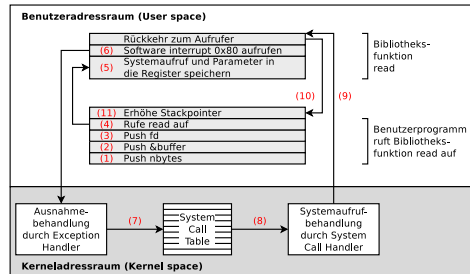 Benutzeradressraum (User space)
Rückkehr zum Aufrufer
(6) Software interrupt 0x80 aufrufen
(5) Systemaufruf und Parameter in
die Register speichern
Bibliotheks-
funktion
read
(10)
(9)
(11) Erhöhe Stackpointer
(4) Rufe read auf
(3) Push fd
(2) Push &buffer
(1) Push nbytes
Benutzerprogramm
ruft Bibliotheks-
funktion read auf
Ausnahme-
behandlung
durch Exception
Handler
(7)
System
Call
Table
(8)
Systemaufruf-
behandlung
durch System
Call Handler
Kerneladressraum (Kernel space)